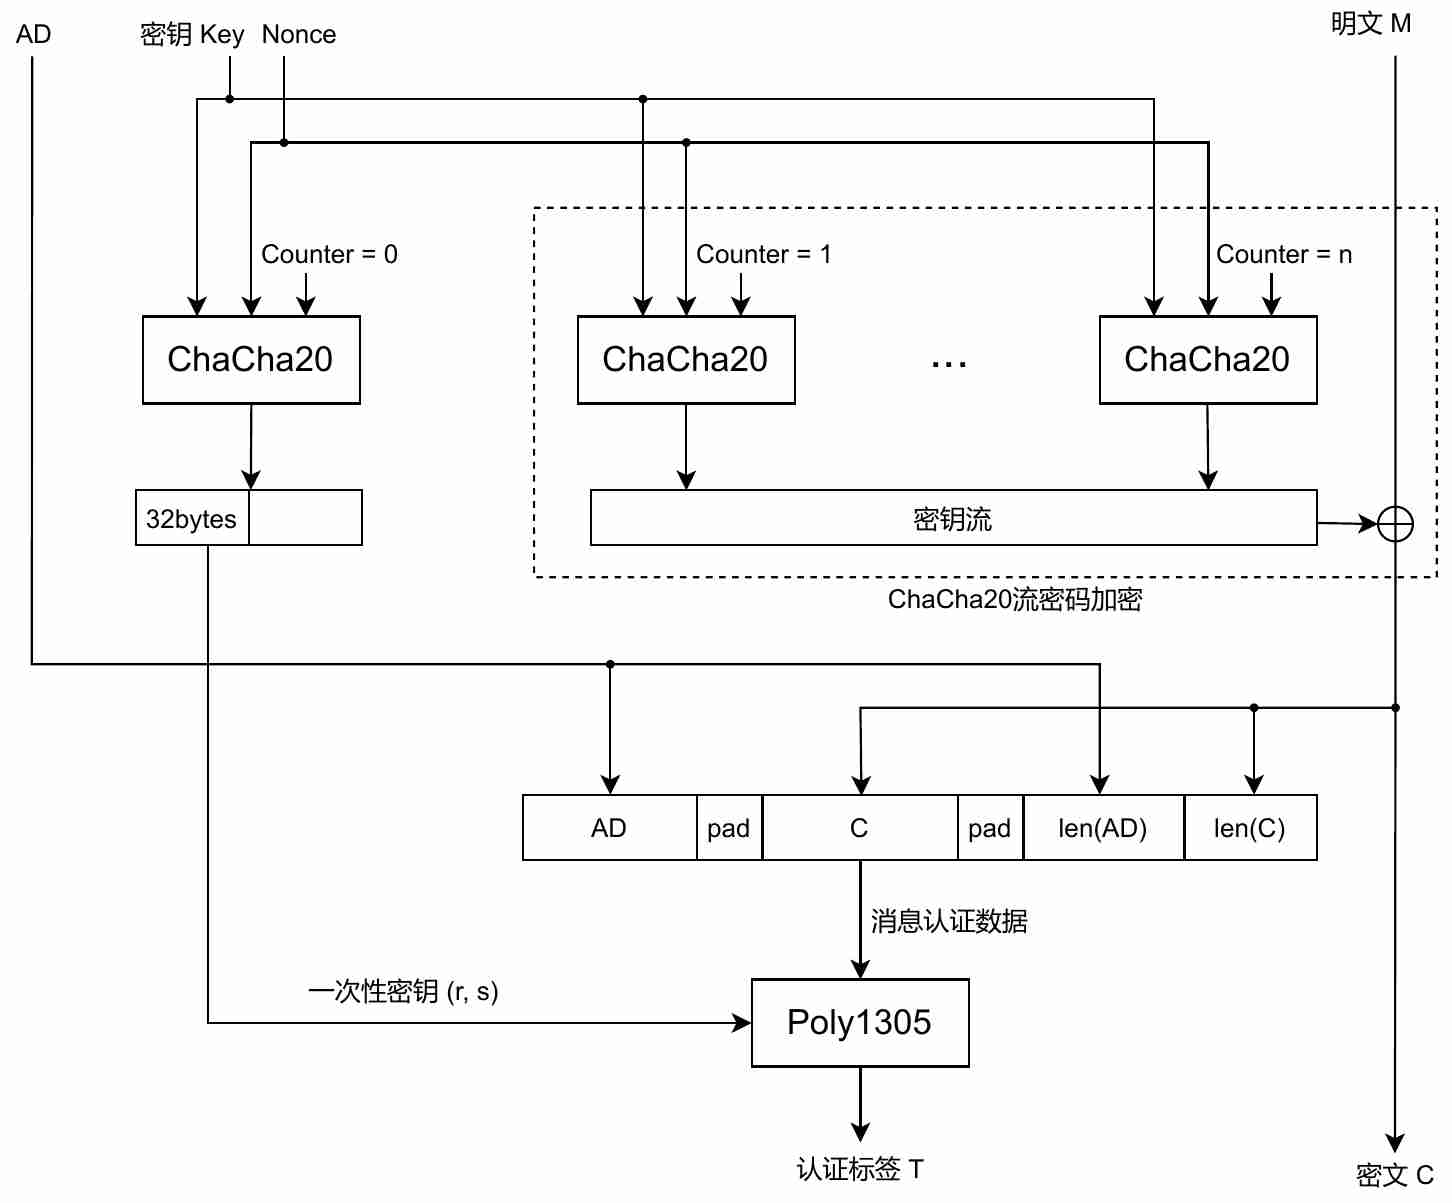 AD
密钥 Key
Nonce
明文 M
Counter = 0
Counter = 1
Counter = n
ChaCha20
ChaCha20
...
ChaCha20
32bytes
密钥流
ChaCha20流密码加密
AD
pad
C
pad
len(AD)
len(C)
消息认证数据
一次性密钥 (r, s)
Poly1305
认证标签 T
密文 C